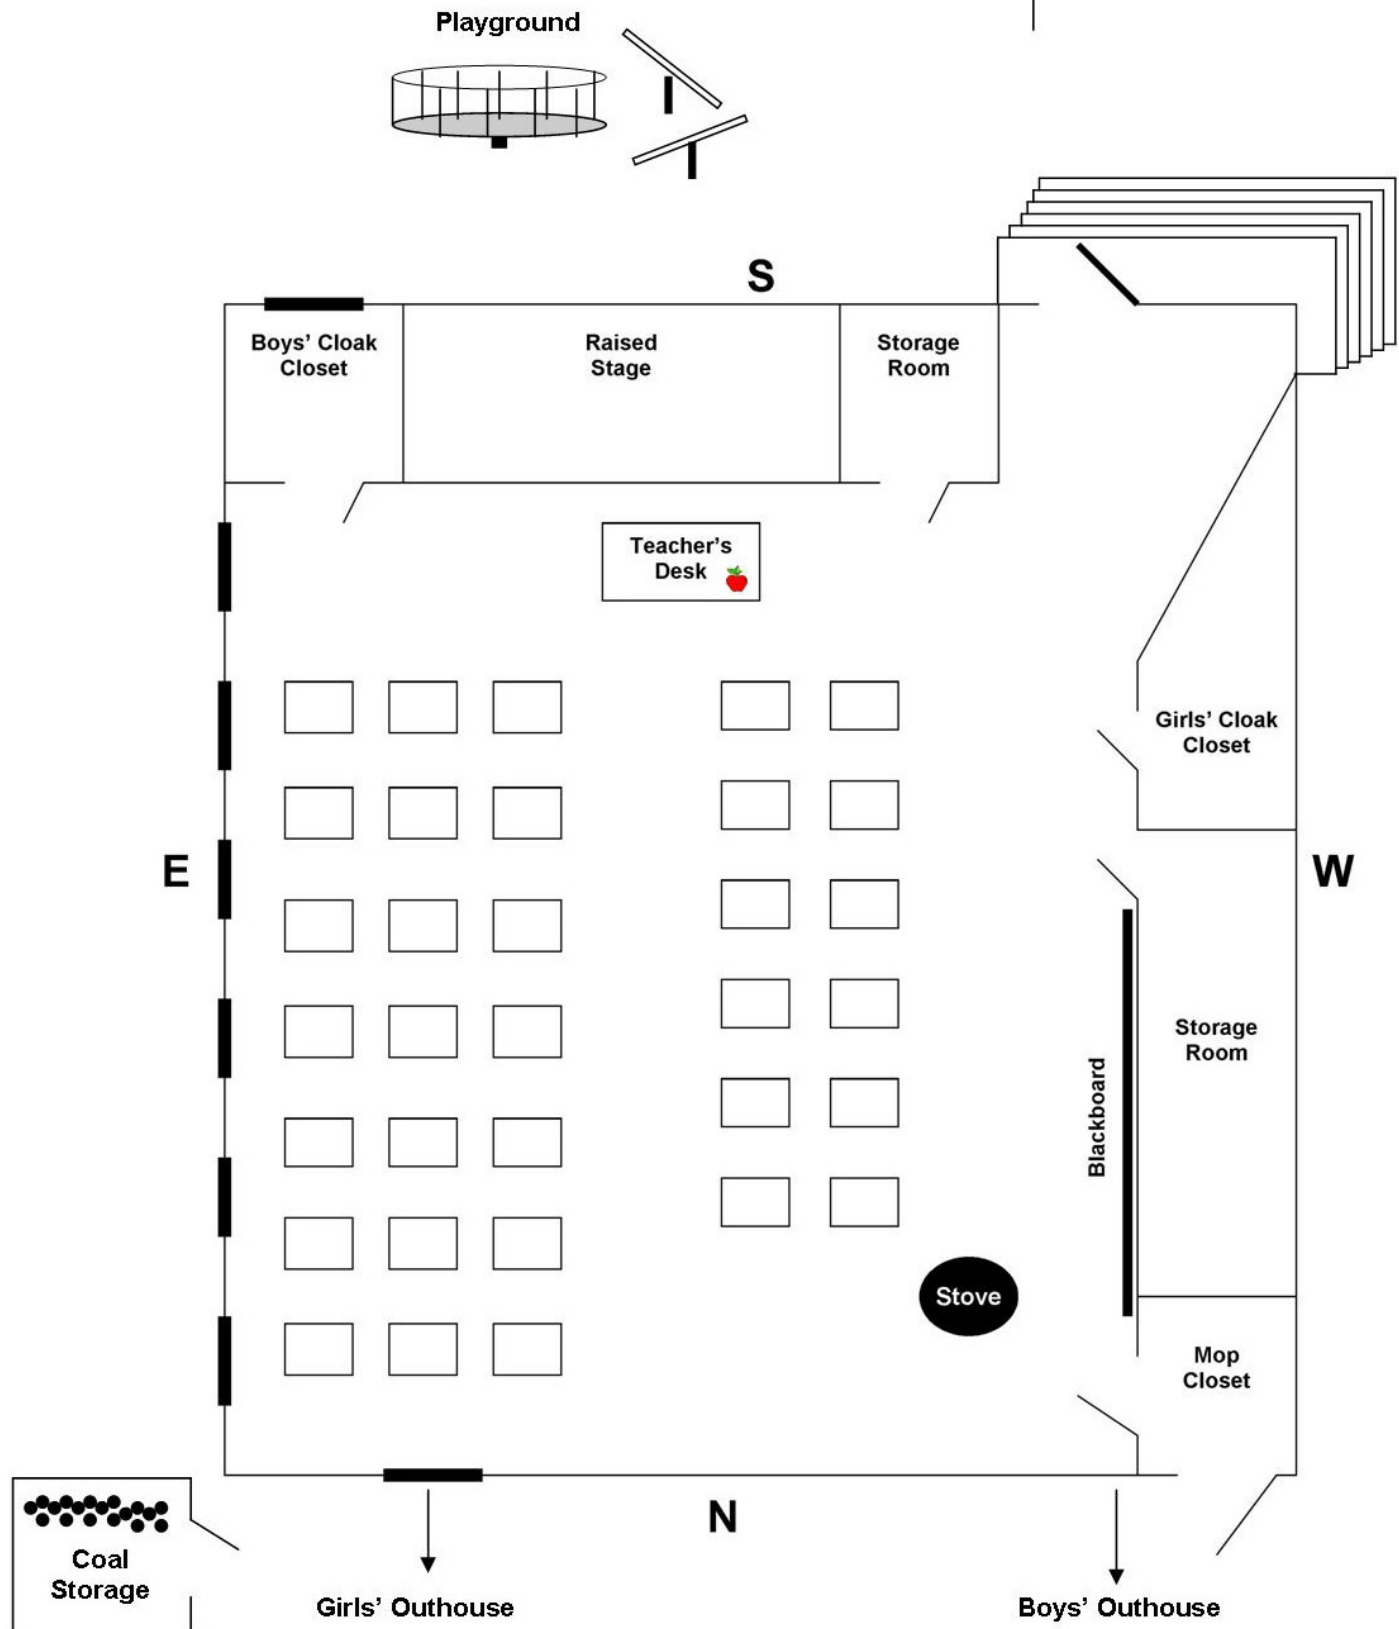 Playground
S
Boys' Cloak
Closet
Raised
Stage
Storage
Room
Teacher's
Desk
Girls' Cloak
Closet
E
W
Storage
Room
Blackboard
Stove
Mop
Closet
N
Coal
Storage
Girls' Outhouse
Boys' Outhouse